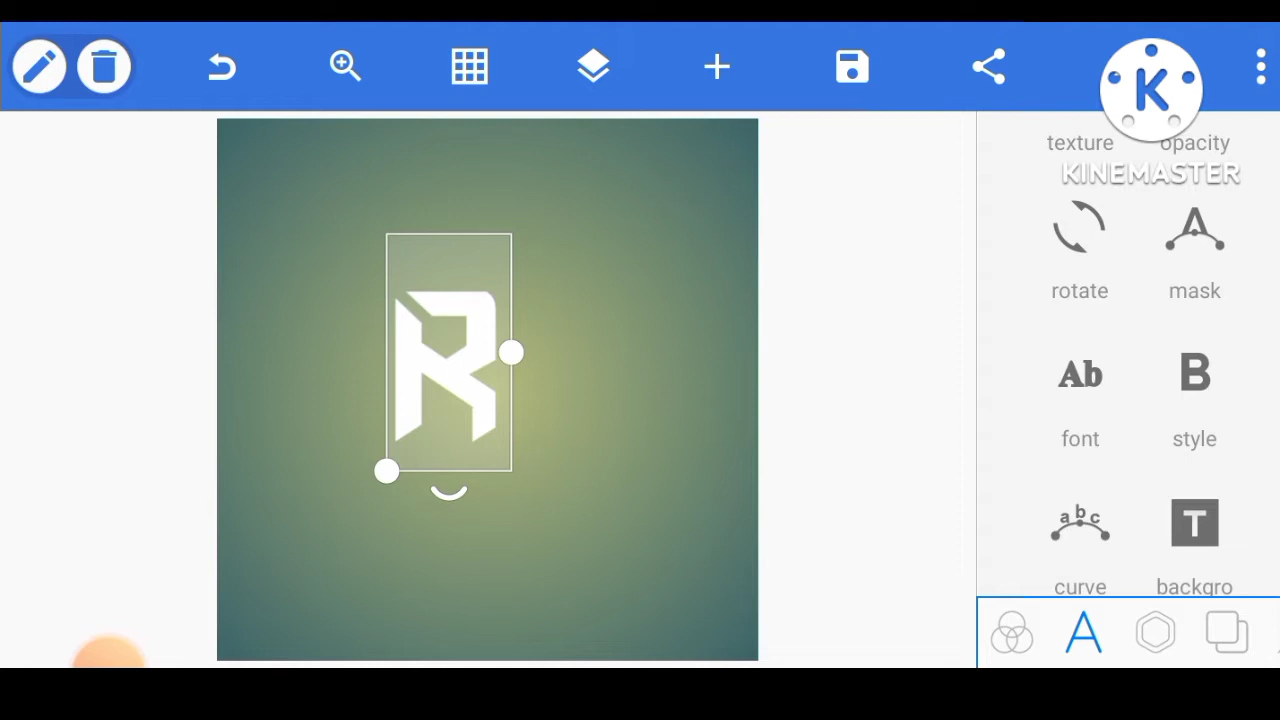 K
texture opacity
KINEMASTER
rotate mask
Ab B
font style
abc T
curve backgro
R
A